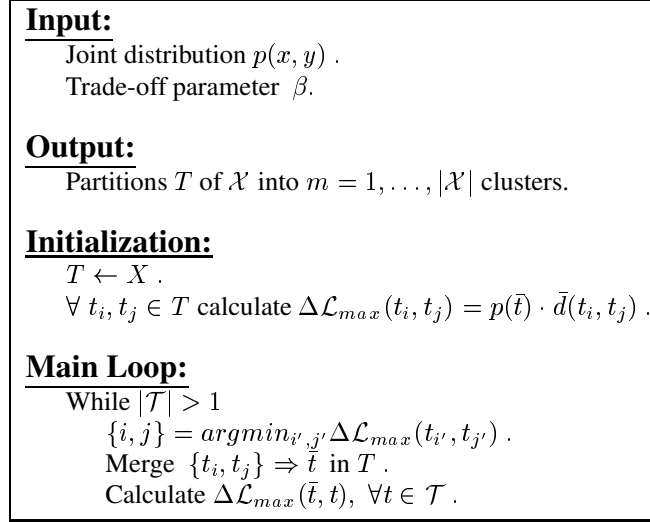 Input:
Joint distribution p(x, y) .
Trade-off parameter β.
Output:
Partitions T of 𝒳 into m = 1, . . . , |𝒳| clusters.
Initialization:
T ← X .
∀ t_i, t_j ∈ T calculate Δℒ_max(t_i, t_j) = p(t̄) · d̄(t_i, t_j) .
Main Loop:
While |𝒯| > 1
{i, j} = argmin_{i',j'} Δℒ_max(t_{i'}, t_{j'}) .
Merge {t_i, t_j} ⇒ t̄ in T .
Calculate Δℒ_max(t̄, t), ∀t ∈ 𝒯 .